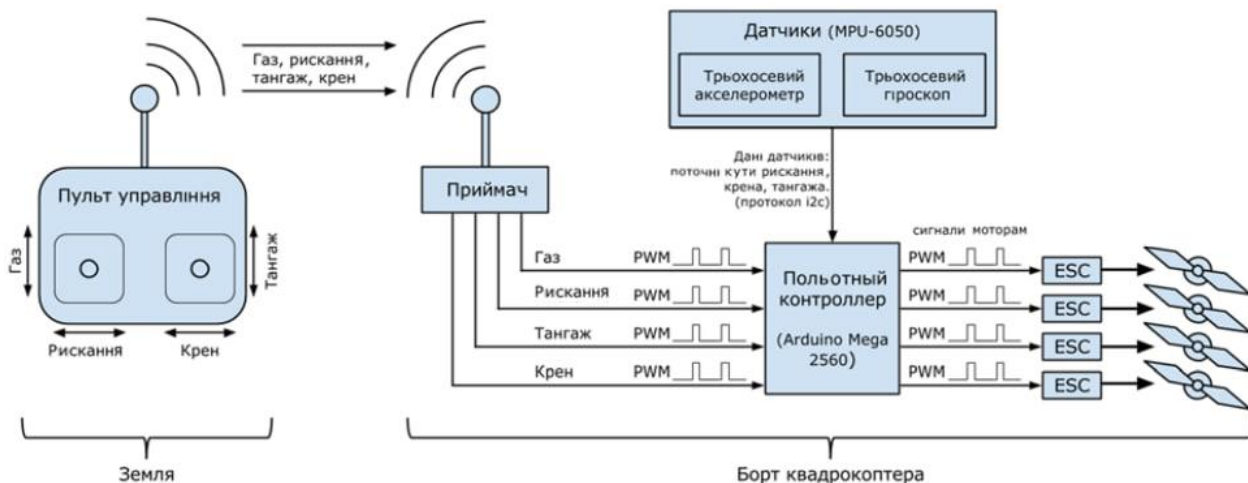 Газ, рискання,
тангаж, крен
Датчики (MPU-6050)
Трьохосевий
акселерометр
Трьохосевий
гіроскоп
Дані датчиків:
поточні кути рискання,
крена, тангажа.
(протокол i2c)
Пульт управління
Газ
Тангаж
Рискання
Крен
Приймач
Газ
PWM
Рискання
PWM
Тангаж
PWM
Крен
PWM
Польотный
контроллер
(Arduino Mega
2560)
сигнали моторам
PWM
ESC
PWM
ESC
PWM
ESC
PWM
ESC
Земля
Борт квадрокоптера